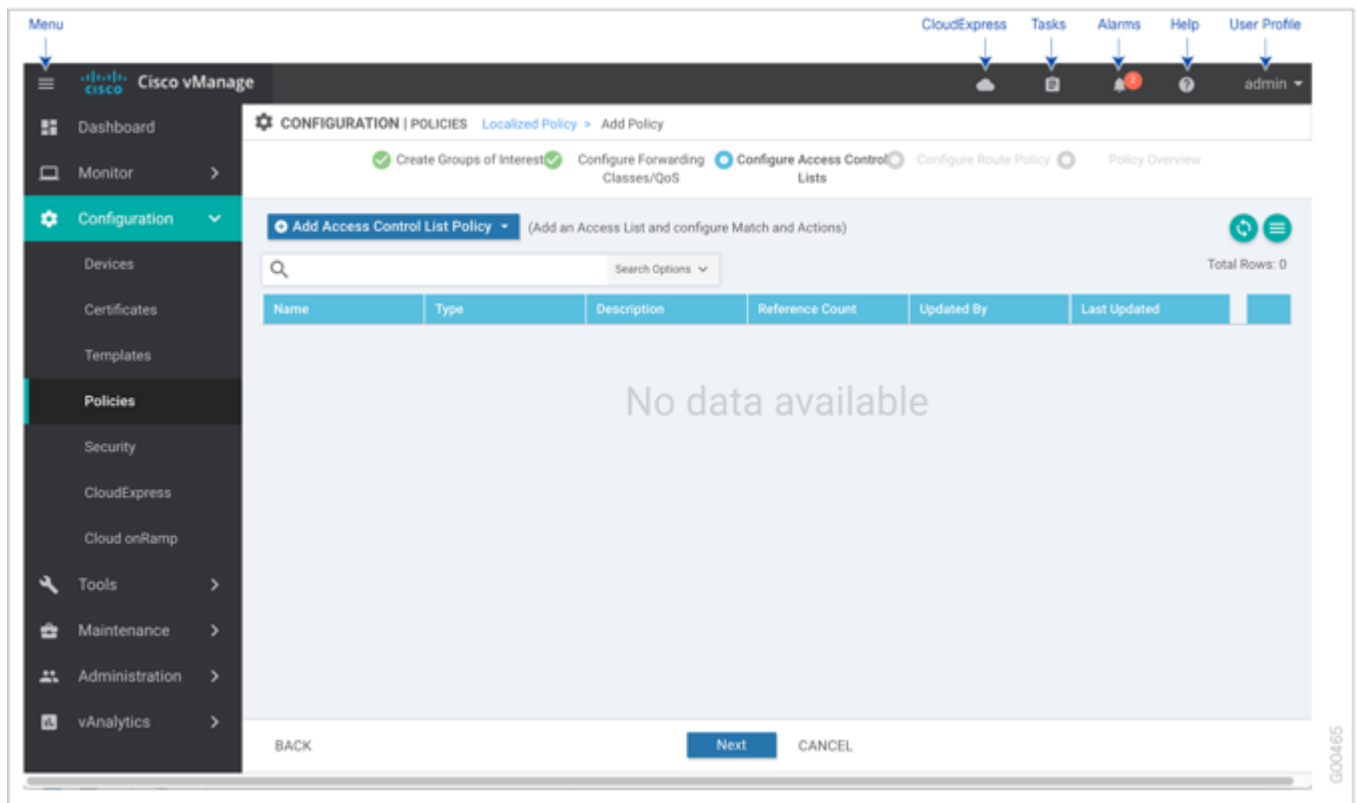 Menu
CloudExpress
Tasks
Alarms
Help
User Profile
cisco Cisco vManage
admin
Dashboard
Monitor
Configuration
Devices
Certificates
Templates
Policies
Security
CloudExpress
Cloud onRamp
Tools
Maintenance
Administration
vAnalytics
CONFIGURATION | POLICIES Localized Policy > Add Policy
Create Groups of Interest
Configure Forwarding
Classes/QoS
Configure Access Control
Lists
Configure Route Policy
Policy Overview
Add Access Control List Policy
(Add an Access List and configure Match and Actions)
Search Options
Total Rows: 0
Name
Type
Description
Reference Count
Updated By
Last Updated
No data available
BACK
Next
CANCEL
G00465